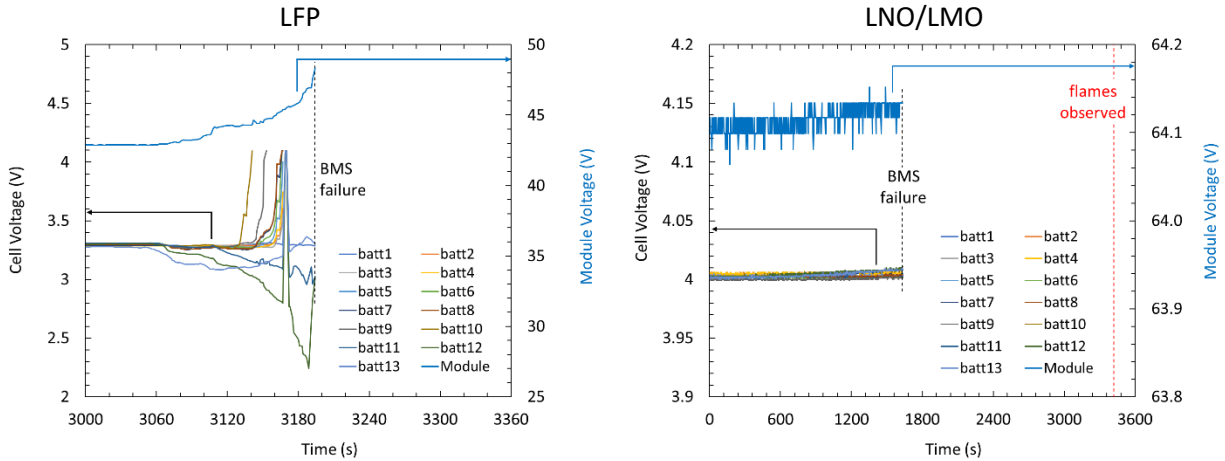 LFP
5
4.5
4
3.5
3
2.5
2
Cell Voltage (V)
50
45
40
35
30
25
Module Voltage (V)
BMS
failure
batt1 batt2
batt3 batt4
batt5 batt6
batt7 batt8
batt9 batt10
batt11 batt12
batt13 Module
3000 3060 3120 3180 3240 3300 3360
Time (s)
LNO/LMO
4.2
4.15
4.1
4.05
4
3.95
3.9
Cell Voltage (V)
64.2
64.1
64.0
63.9
63.8
Module Voltage (V)
flames
observed
BMS
failure
batt1 batt2
batt3 batt4
batt5 batt6
batt7 batt8
batt9 batt10
batt11 batt12
batt13 Module
0 600 1200 1800 2400 3000 3600
Time (s)